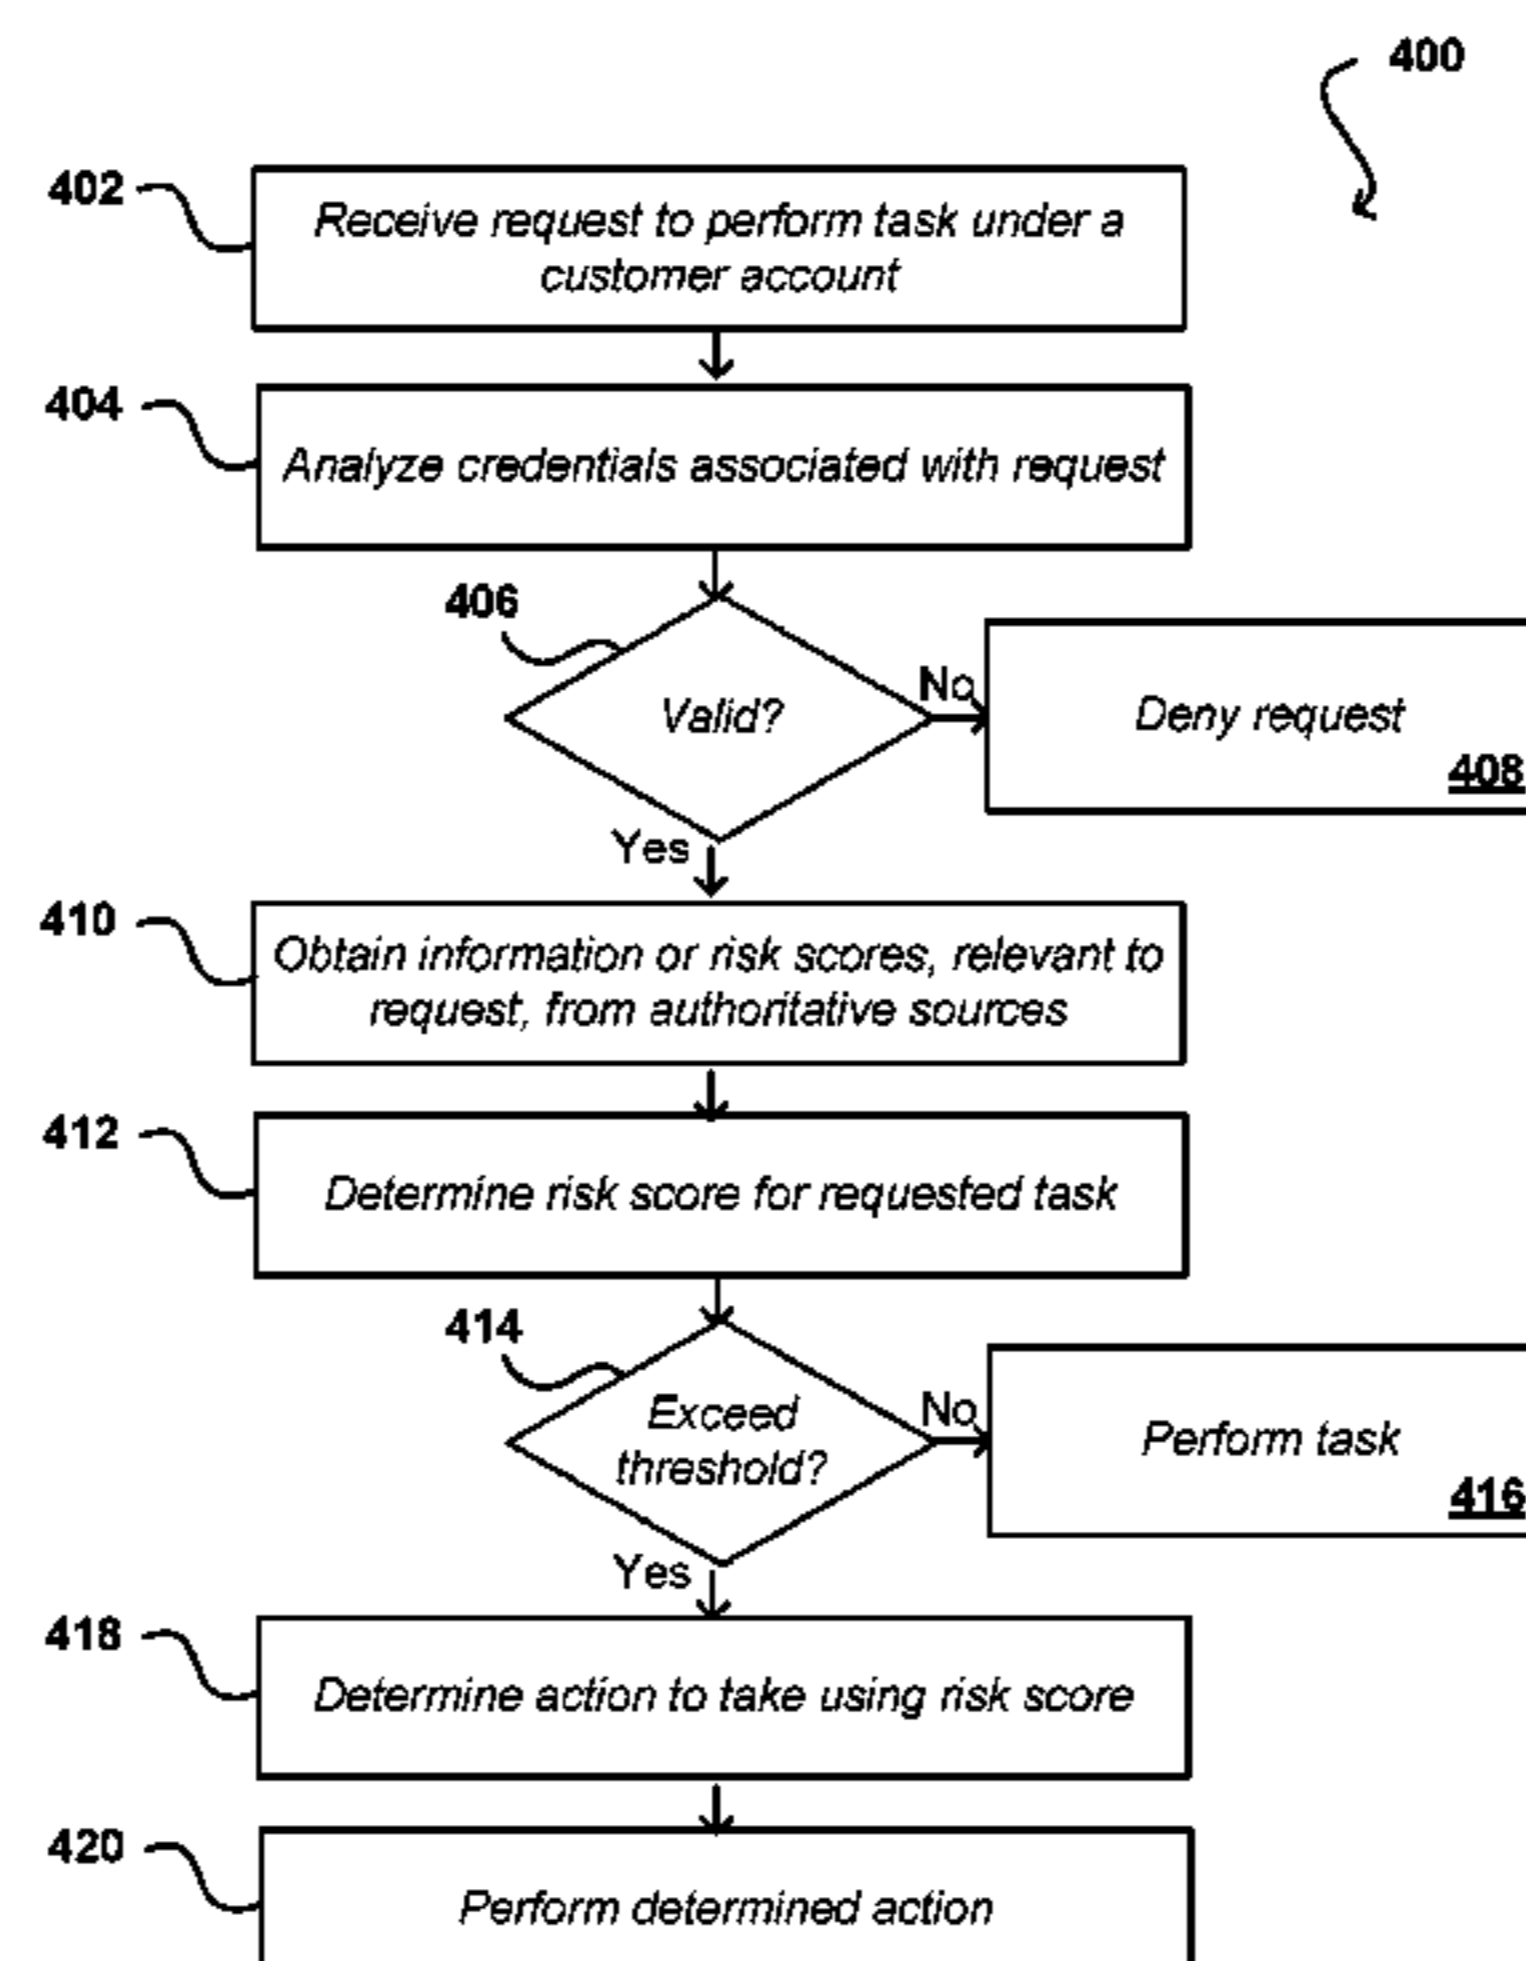 400
402
Receive request to perform task under a
customer account
404
Analyze credentials associated with request
406
Valid?
No
Deny request
408
Yes
410
Obtain information or risk scores, relevant to
request, from authoritative sources
412
Determine risk score for requested task
414
Exceed
threshold?
No
Perform task
416
Yes
418
Determine action to take using risk score
420
Perform determined action